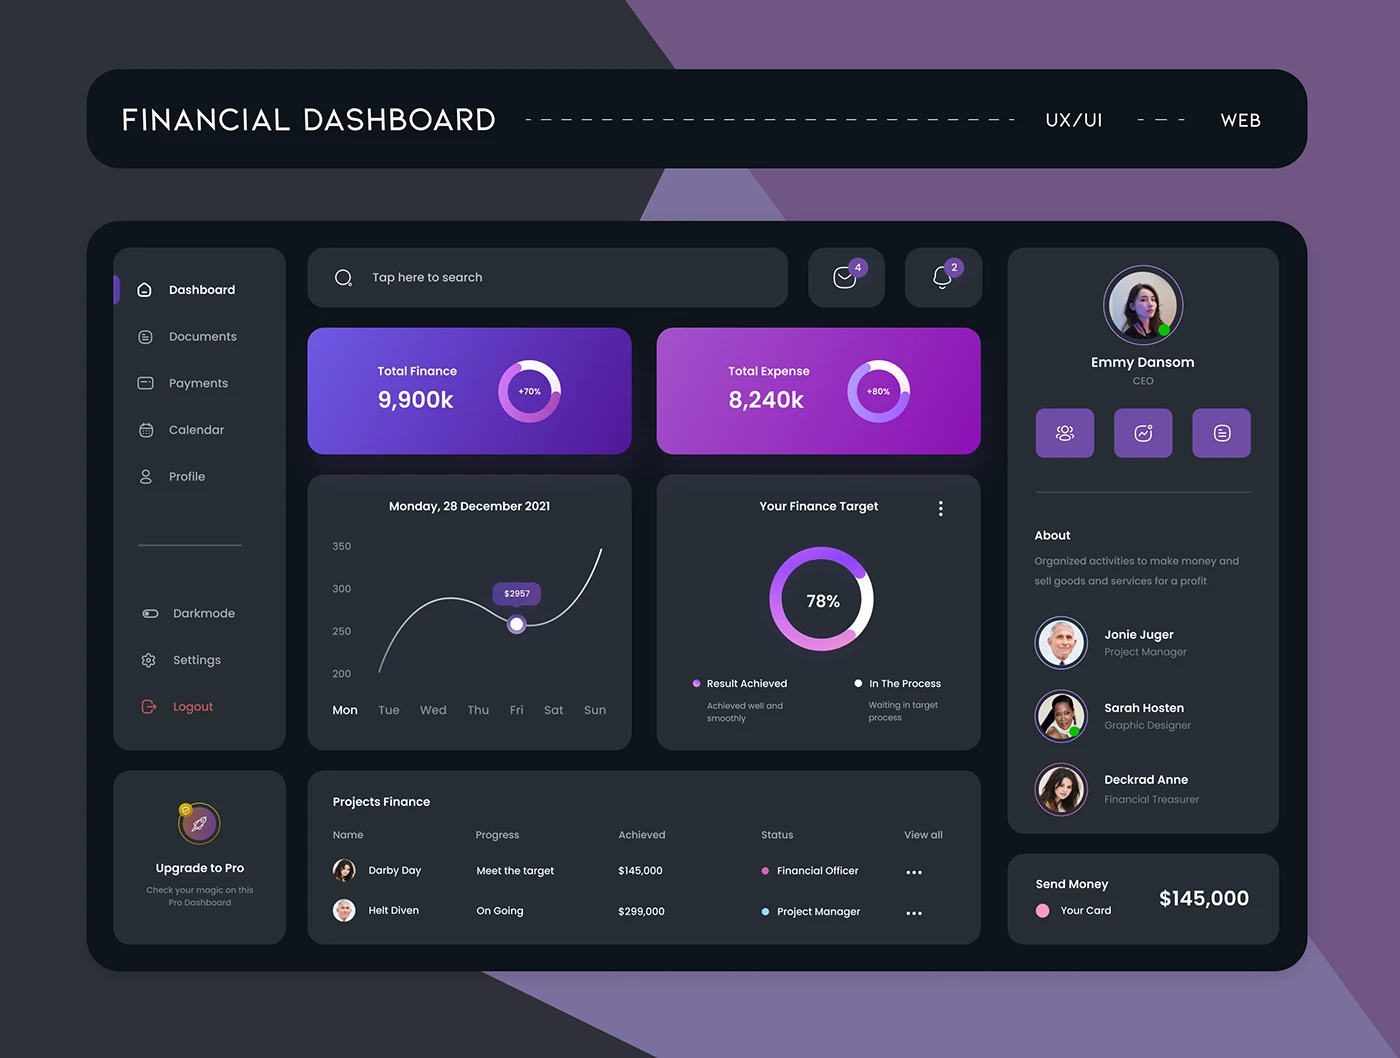 FINANCIAL DASHBOARD
UX/UI
WEB
Dashboard
Documents
Payments
Calendar
Profile
Darkmode
Settings
Logout
Upgrade to Pro
Check your magic on this
Pro Dashboard
Tap here to search
4
2
Total Finance
9,900k
+70%
Total Expense
8,240k
+80%
Monday, 28 December 2021
350
300
250
200
$2957
Mon Tue Wed Thu Fri Sat Sun
Your Finance Target
78%
Result Achieved
Achieved well and
smoothly
In The Process
Waiting in target
process
Projects Finance
Name Progress Achieved Status View all
Darby Day Meet the target $145,000 Financial Officer
Helt Diven On Going $299,000 Project Manager
Emmy Dansom
CEO
About
Organized activities to make money and
sell goods and services for a profit
Jonie Juger
Project Manager
Sarah Hosten
Graphic Designer
Deckrad Anne
Financial Treasurer
Send Money
Your Card
$145,000